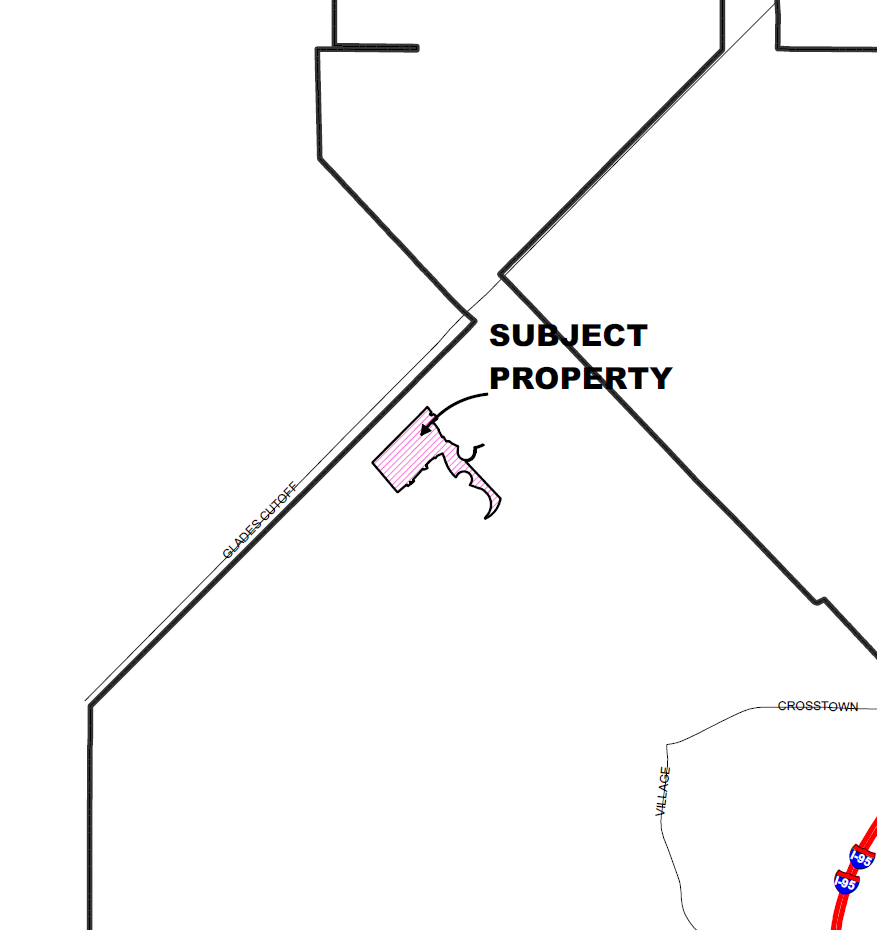 SUBJECT
PROPERTY
GLADES CUTOFF
CROSSTOWN
VILLAGE
I-95
I-95